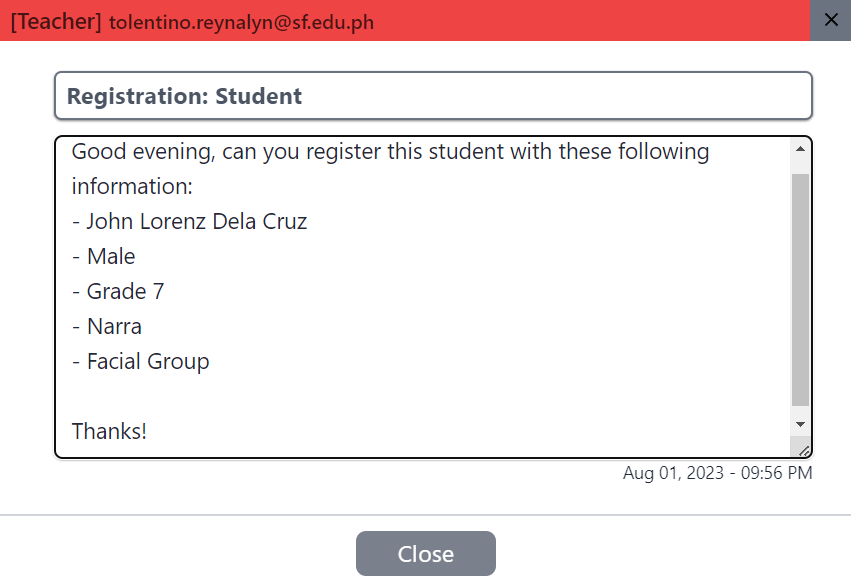 [Teacher] tolentino.reynalyn@sf.edu.ph
Registration: Student
Good evening, can you register this student with these following
information:
- John Lorenz Dela Cruz
- Male
- Grade 7
- Narra
- Facial Group
Thanks!
Aug 01, 2023 - 09:56 PM
Close